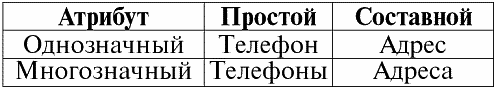 Атрибут Простой Составной
Однозначный Телефон Адрес
Многозначный Телефоны Адреса